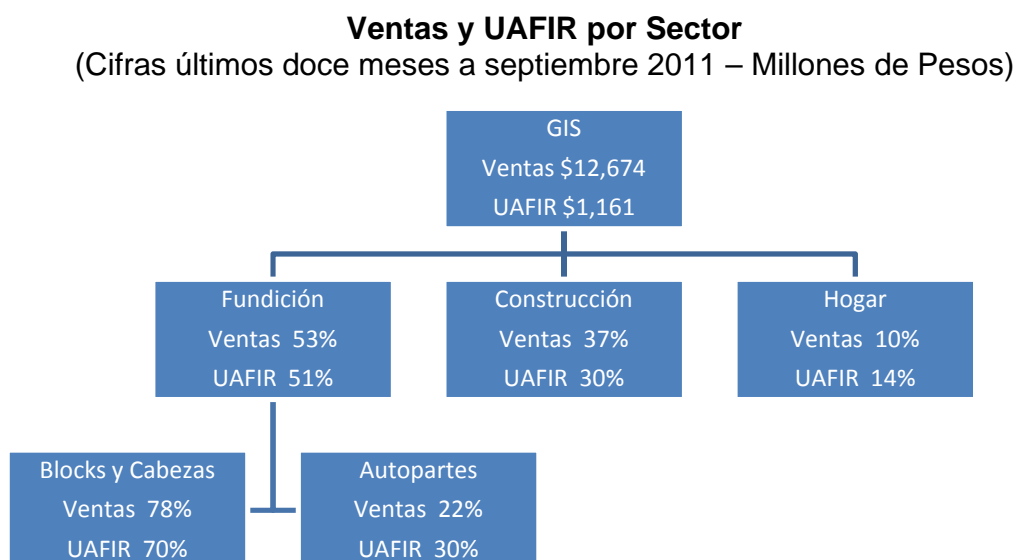 Ventas y UAFIR por Sector
(Cifras últimos doce meses a septiembre 2011 – Millones de Pesos)
GIS
Ventas $12,674
UAFIR $1,161
Fundición
Ventas 53%
UAFIR 51%
Construcción
Ventas 37%
UAFIR 30%
Hogar
Ventas 10%
UAFIR 14%
Blocks y Cabezas
Ventas 78%
UAFIR 70%
Autopartes
Ventas 22%
UAFIR 30%